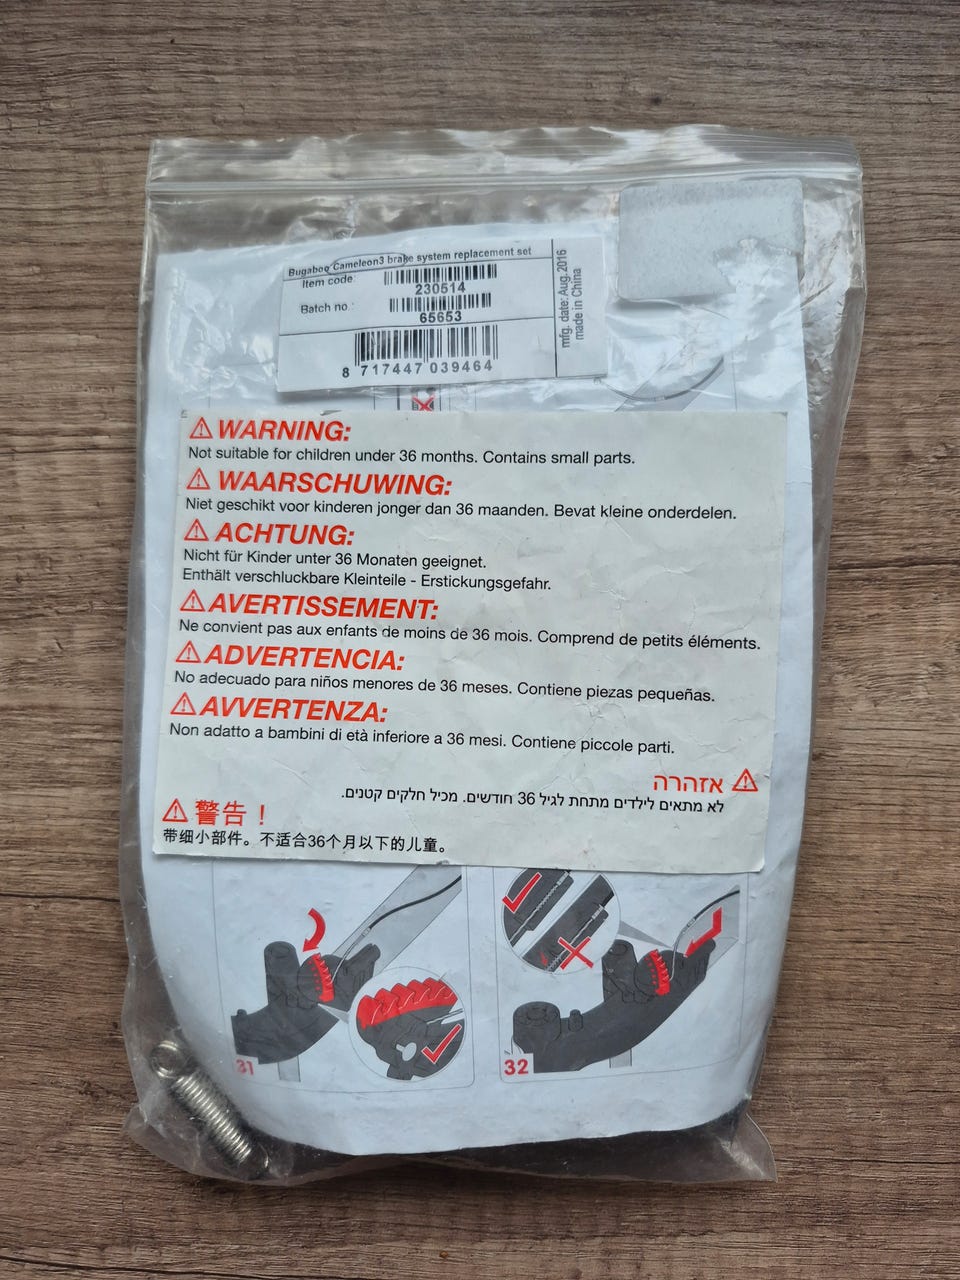 Bugaboo Cameleon3 brake system replacement set
Item code:
230514
Batch no.:
65653
8 717447 039464
mfg. date: Aug. 2016
made in China
WARNING:
Not suitable for children under 36 months. Contains small parts.
WAARSCHUWING:
Niet geschikt voor kinderen jonger dan 36 maanden. Bevat kleine onderdelen.
ACHTUNG:
Nicht für Kinder unter 36 Monaten geeignet.
Enthält verschluckbare Kleinteile - Erstickungsgefahr.
AVERTISSEMENT:
Ne convient pas aux enfants de moins de 36 mois. Comprend de petits éléments.
ADVERTENCIA:
No adecuado para niños menores de 36 meses. Contiene piezas pequeñas.
AVVERTENZA:
Non adatto a bambini di età inferiore a 36 mesi. Contiene piccole parti.
אזהרה
לא מתאים לילדים מתחת לגיל 36 חודשים. מכיל חלקים קטנים.
警告！
带细小部件。不适合36个月以下的儿童。
31
32